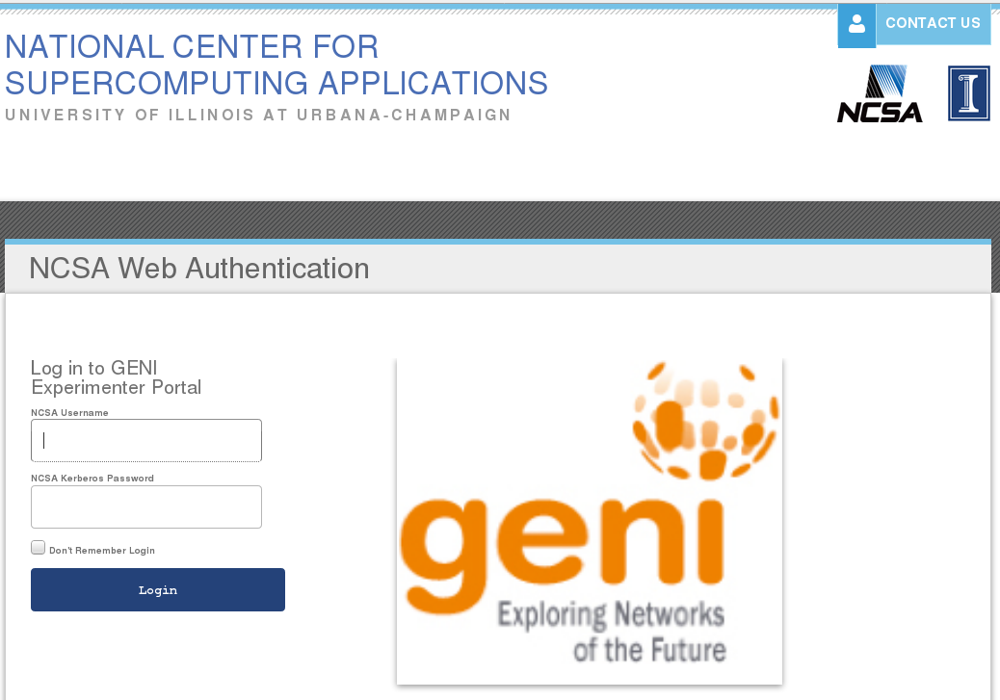 CONTACT US
NATIONAL CENTER FOR
SUPERCOMPUTING APPLICATIONS
UNIVERSITY OF ILLINOIS AT URBANA-CHAMPAIGN
NCSA
I
NCSA Web Authentication
Log in to GENI
Experimenter Portal
NCSA Username
NCSA Kerberos Password
Don't Remember Login
Login
geni
Exploring Networks
of the Future